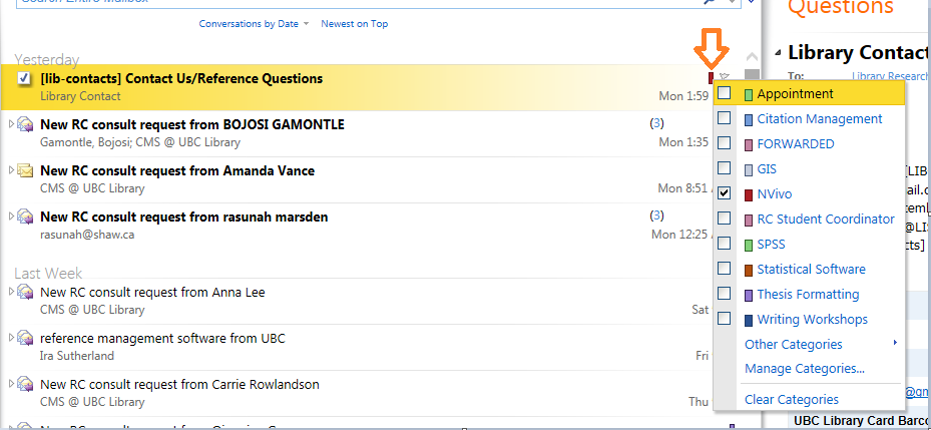 Search Entire Mailbox
Conversations by Date
Newest on Top
Yesterday
[lib-contacts] Contact Us/Reference Questions
Library Contact
Mon 1:59
New RC consult request from BOJOSI GAMONTLE
(3)
Gamontle, Bojosi; CMS @ UBC Library
Mon 1:35
New RC consult request from Amanda Vance
CMS @ UBC Library
Mon 8:51
New RC consult request from rasunah marsden
(3)
rasunah@shaw.ca
Mon 12:25
Last Week
New RC consult request from Anna Lee
CMS @ UBC Library
Sat
reference management software from UBC
Ira Sutherland
Fri
New RC consult request from Carrie Rowlandson
CMS @ UBC Library
Thu
Appointment
Citation Management
FORWARDED
GIS
NVivo
RC Student Coordinator
SPSS
Statistical Software
Thesis Formatting
Writing Workshops
Other Categories
Manage Categories...
Clear Categories
Questions
Library Contact
To:
Library Research
UBC Library Card Barco